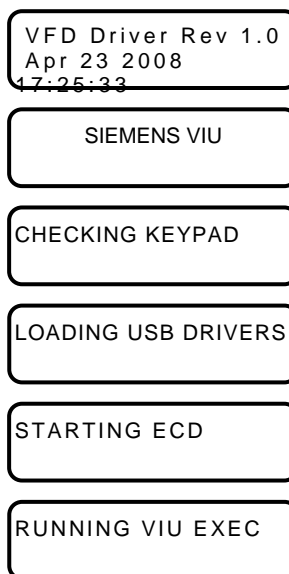 VFD Driver Rev 1.0
Apr 23 2008
17:25:33
SIEMENS VIU
CHECKING KEYPAD
LOADING USB DRIVERS
STARTING ECD
RUNNING VIU EXEC